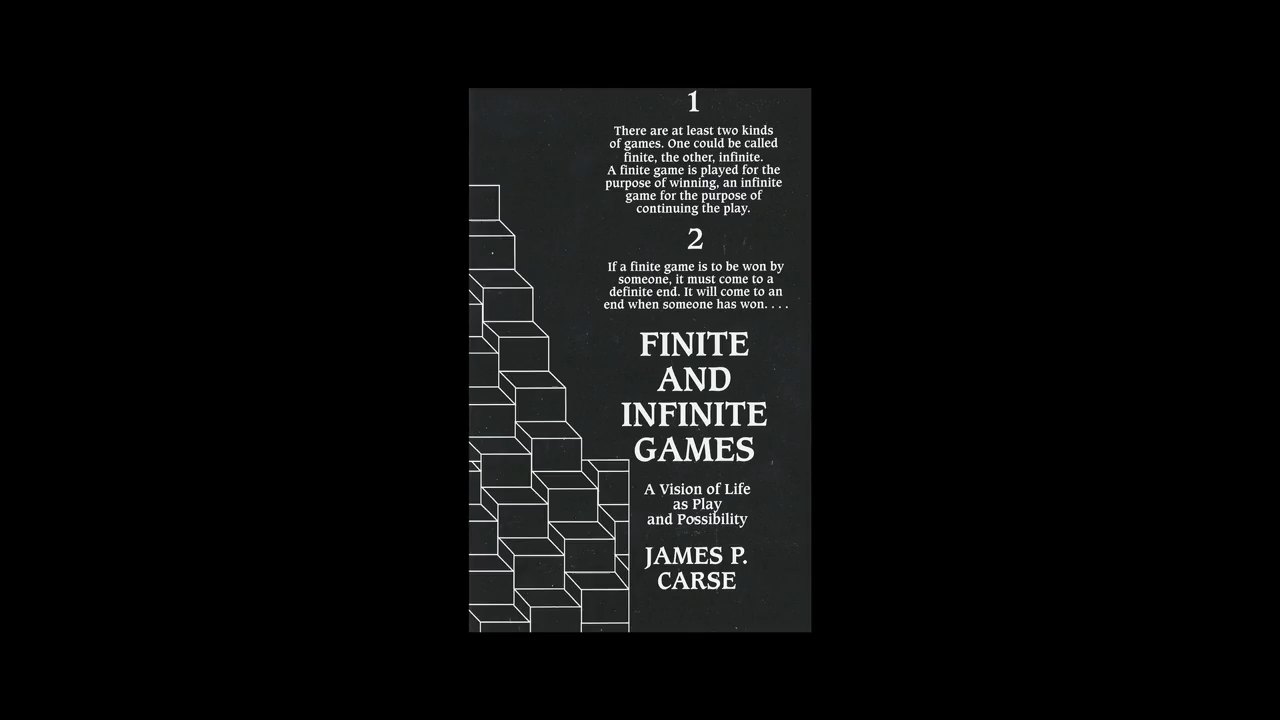 1
There are at least two kinds
of games. One could be called
finite, the other, infinite.
A finite game is played for the
purpose of winning, an infinite
game for the purpose of
continuing the play.
2
If a finite game is to be won by
someone, it must come to a
definite end. It will come to an
end when someone has won. . . .
FINITE
AND
INFINITE
GAMES
A Vision of Life
as Play
and Possibility
JAMES P.
CARSE